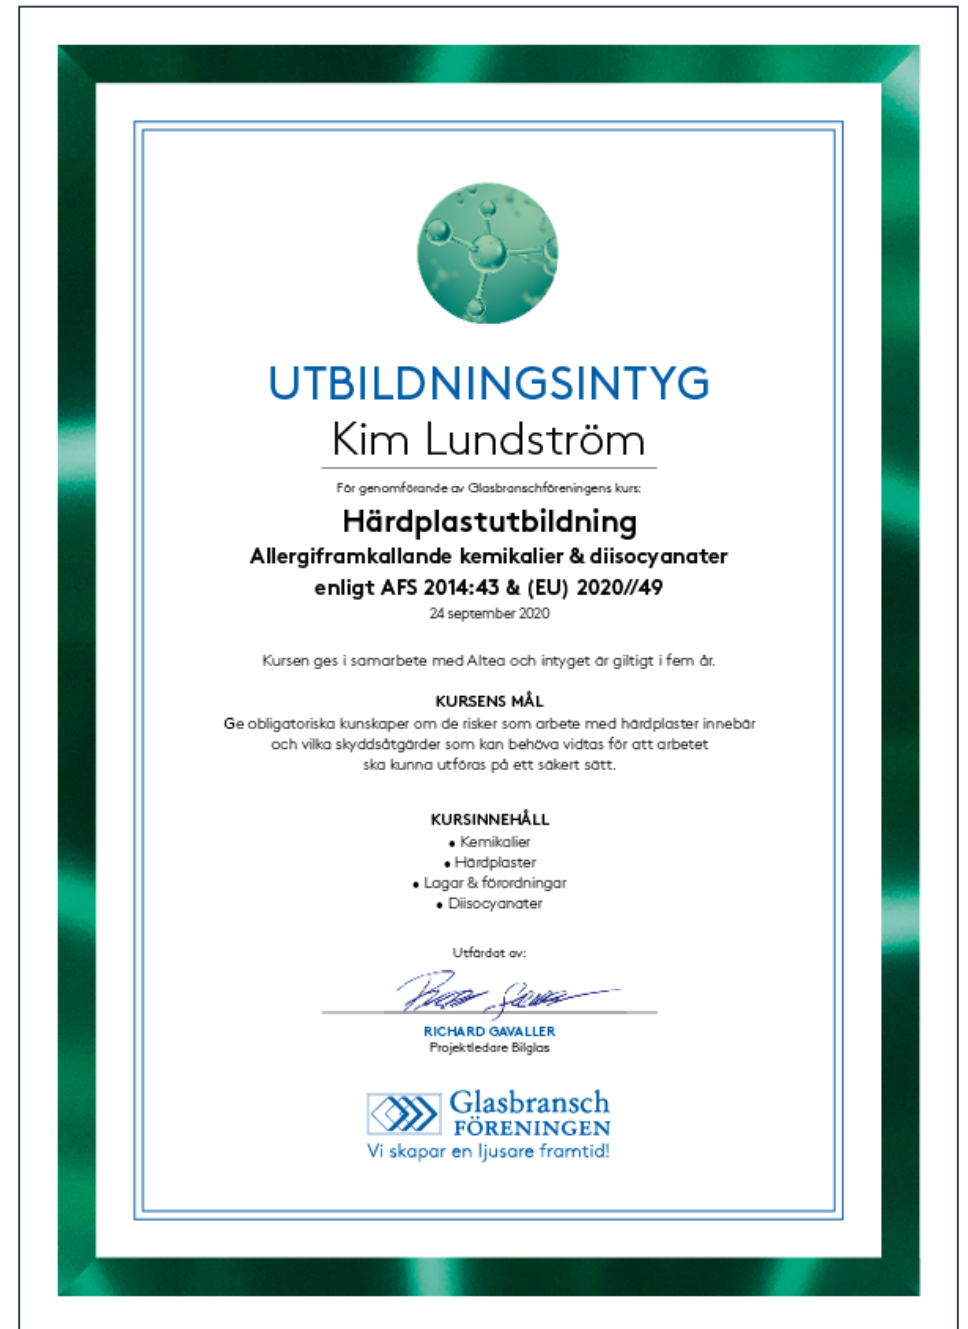 UTBILDNINGSINTYG
Kim Lundström
För genomförande av Glasbranschföreningens kurs:
Härdplastutbildning
Allergiframkallande kemikalier & diisocyanater
enligt AFS 2014:43 & (EU) 2020//49
24 september 2020
Kursen ges i samarbete med Altea och intyget är giltigt i fem år.
KURSENS MÅL
Ge obligatoriska kunskaper om de risker som arbete med härdplaster innebär
och vilka skyddsåtgärder som kan behöva vidtas för att arbetet
ska kunna utföras på ett säkert sätt.
KURSINNEHÅLL
• Kemikalier
• Härdplaster
• Lagar & förordningar
• Diisocyanater
Utfärdat av:
RICHARD GAVALLER
Projektledare Bilglas
Glasbransch
FÖRENINGEN
Vi skapar en ljusare framtid!